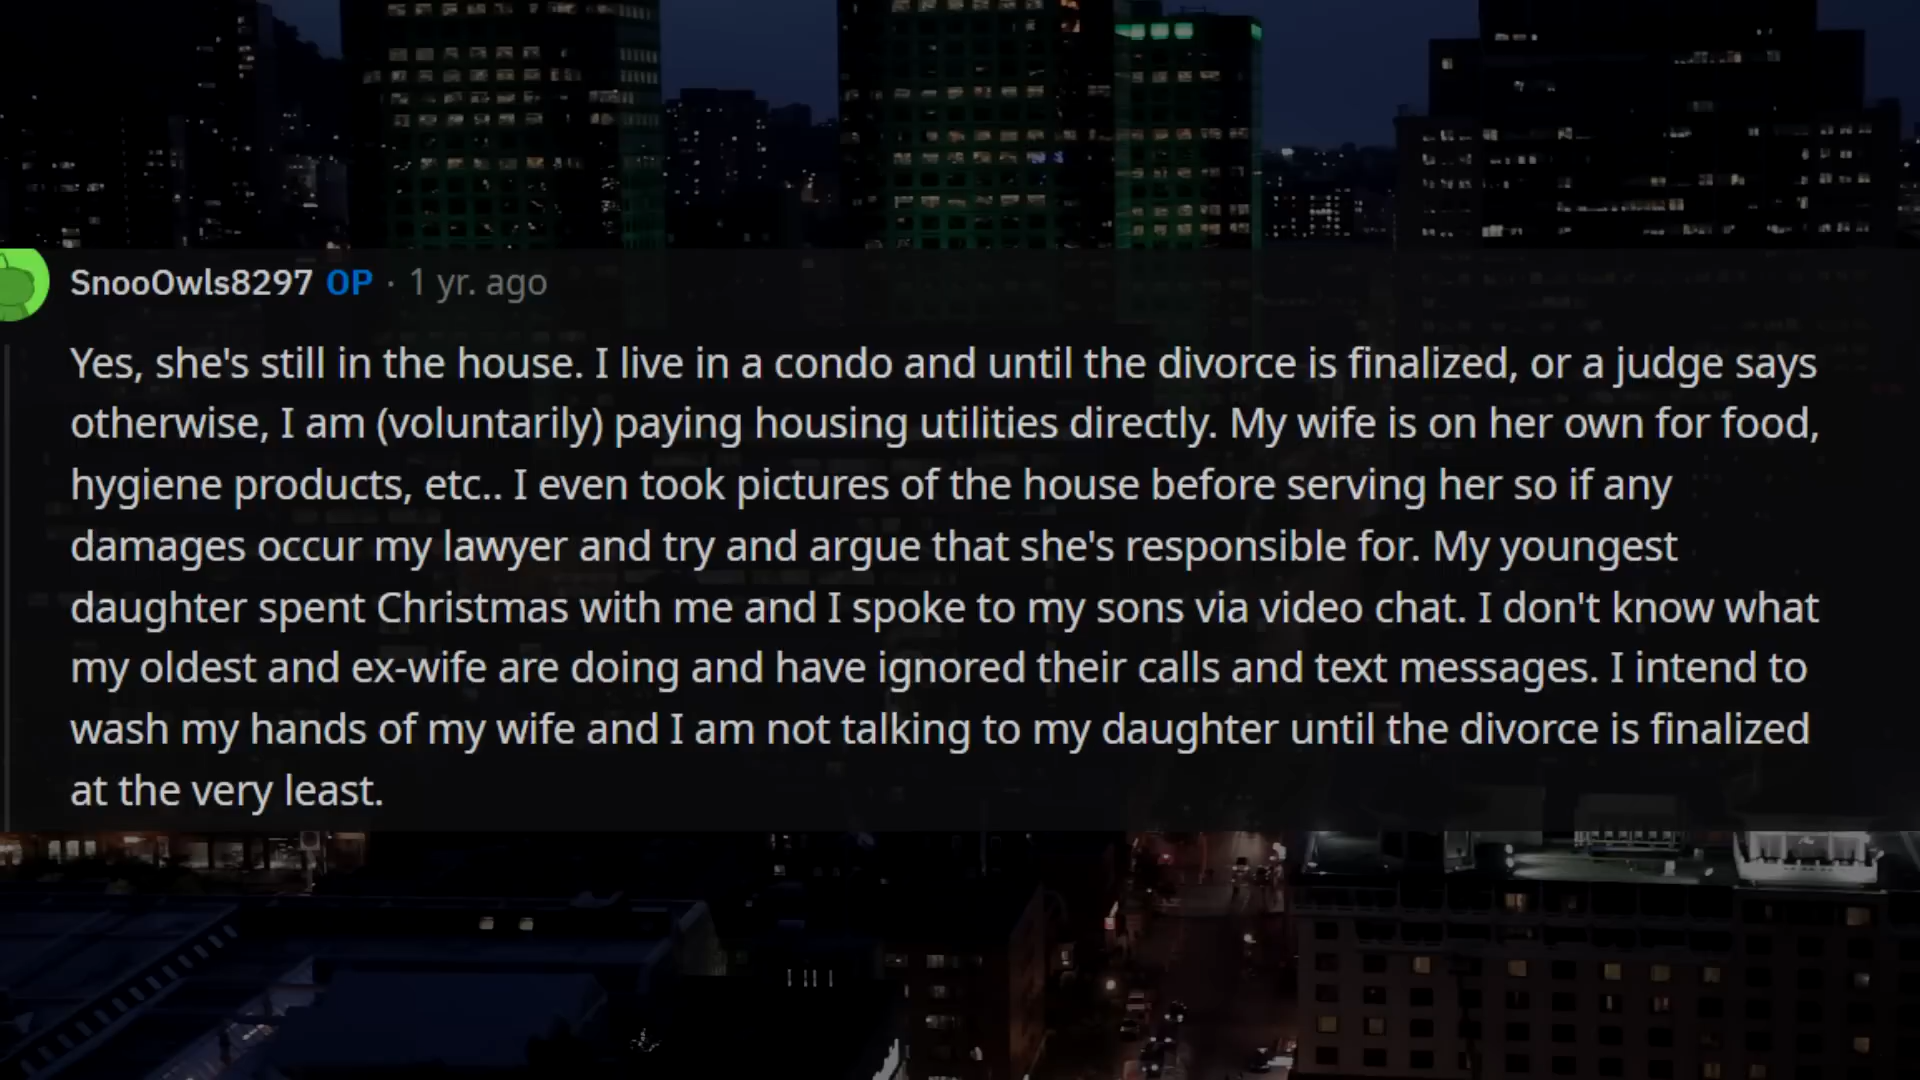 SnooOwls8297 OP · 1 yr. ago
Yes, she's still in the house. I live in a condo and until the divorce is finalized, or a judge says
otherwise, I am (voluntarily) paying housing utilities directly. My wife is on her own for food,
hygiene products, etc.. I even took pictures of the house before serving her so if any
damages occur my lawyer and try and argue that she's responsible for. My youngest
daughter spent Christmas with me and I spoke to my sons via video chat. I don't know what
my oldest and ex-wife are doing and have ignored their calls and text messages. I intend to
wash my hands of my wife and I am not talking to my daughter until the divorce is finalized
at the very least.